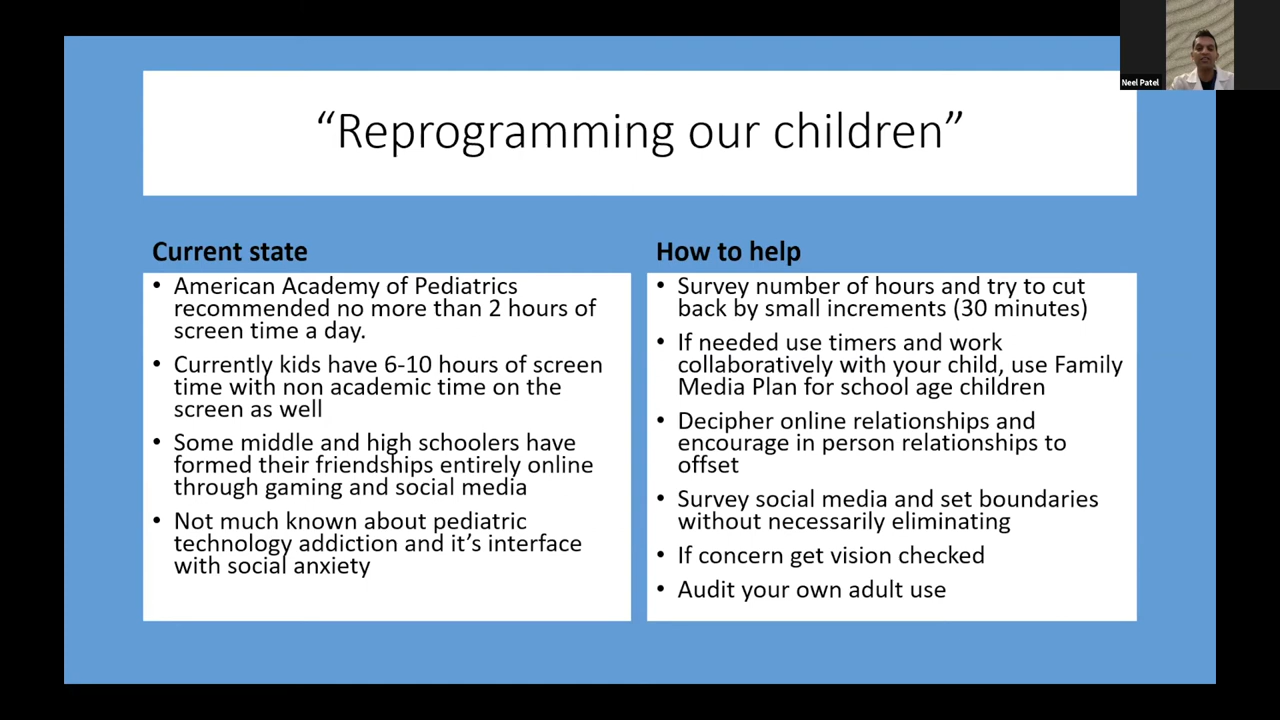 Neel Patel
“Reprogramming our children”
Current state
• American Academy of Pediatrics
recommended no more than 2 hours of
screen time a day.
• Currently kids have 6-10 hours of screen
time with non academic time on the
screen as well
• Some middle and high schoolers have
formed their friendships entirely online
through gaming and social media
• Not much known about pediatric
technology addiction and it’s interface
with social anxiety
How to help
• Survey number of hours and try to cut
back by small increments (30 minutes)
• If needed use timers and work
collaboratively with your child, use Family
Media Plan for school age children
• Decipher online relationships and
encourage in person relationships to
offset
• Survey social media and set boundaries
without necessarily eliminating
• If concern get vision checked
• Audit your own adult use